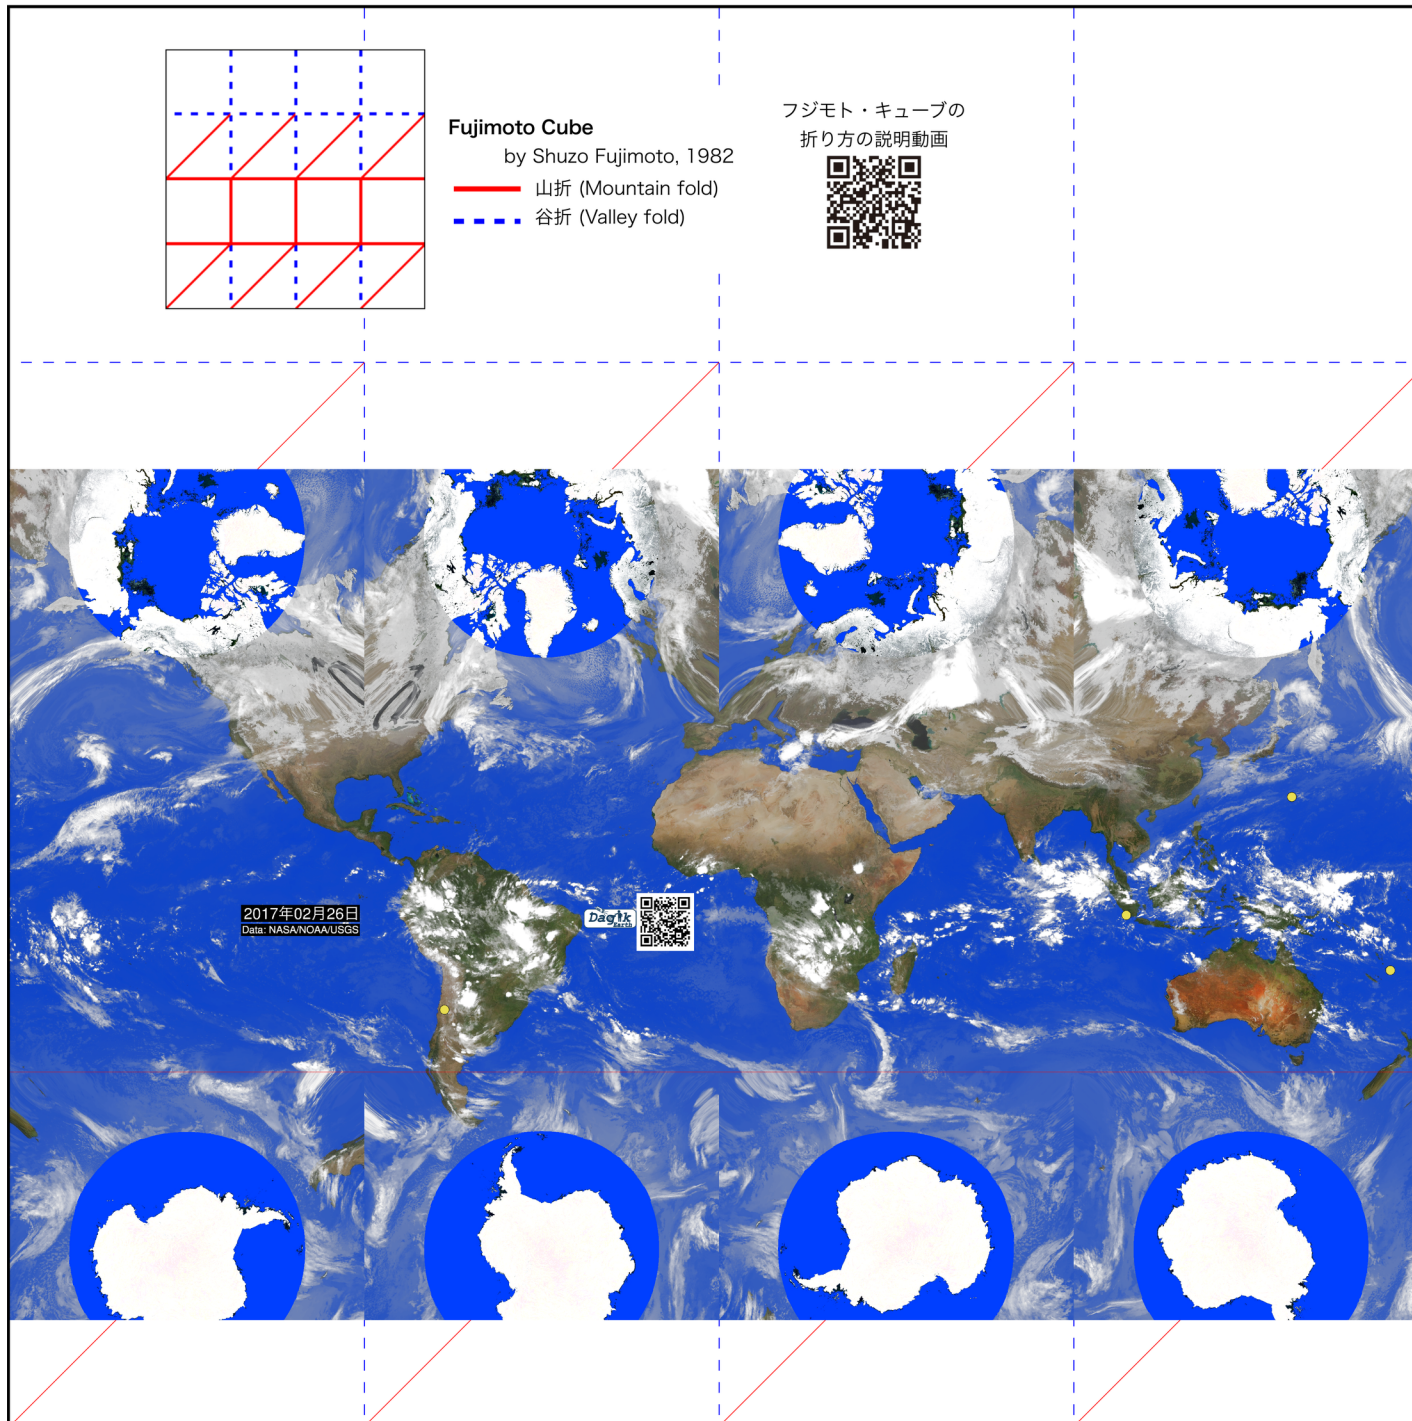 Fujimoto Cube
by Shuzo Fujimoto, 1982
山折 (Mountain fold)
谷折 (Valley fold)
フジモト・キューブの
折り方の説明動画
2017年02月26日
Data: NASA/NOAA/USGS
Dagik
Earth